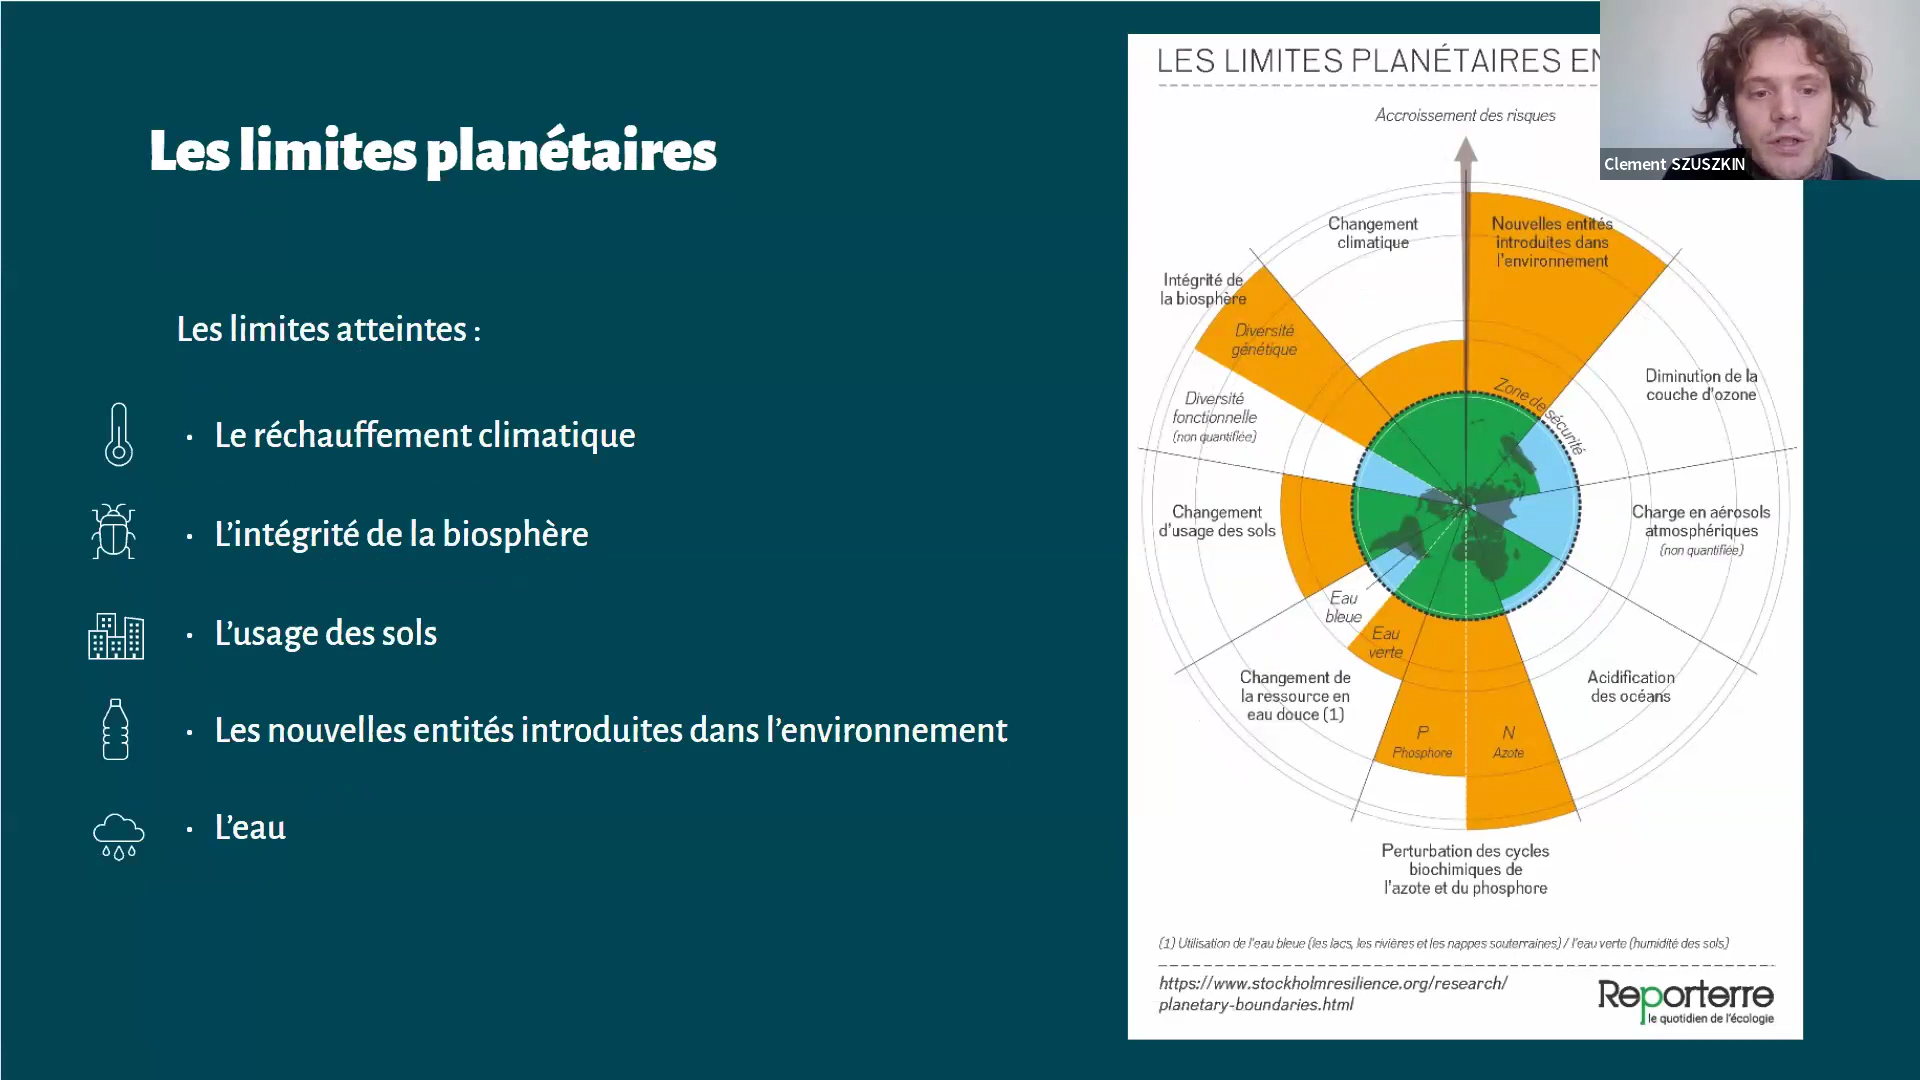 Les limites planétaires
Les limites atteintes :
• Le réchauffement climatique
• L'intégrité de la biosphère
• L'usage des sols
• Les nouvelles entités introduites dans l'environnement
• L'eau
LES LIMITES PLANÉTAIRES EN
Clement SZUSZKIN
Accroissement des risques
Changement
climatique
Nouvelles entités
introduites dans
l'environnement
Intégrité de
la biosphère
Diversité
génétique
Zone de sécurité
Diminution de la
couche d'ozone
Diversité
fonctionnelle
(non quantifiée)
Changement
d'usage des sols
Charge en aérosols
atmosphériques
(non quantifiée)
Eau
bleue
Eau
verte
Changement de
la ressource en
eau douce (1)
Acidification
des océans
P
Phosphore
N
Azote
Perturbation des cycles
biochimiques de
l'azote et du phosphore
(1) Utilisation de l'eau bleue (les lacs, les rivières et les nappes souterraines) / l'eau verte (humidité des sols)
https://www.stockholmresilience.org/research/
planetary-boundaries.html
Reporterre
le quotidien de l'écologie